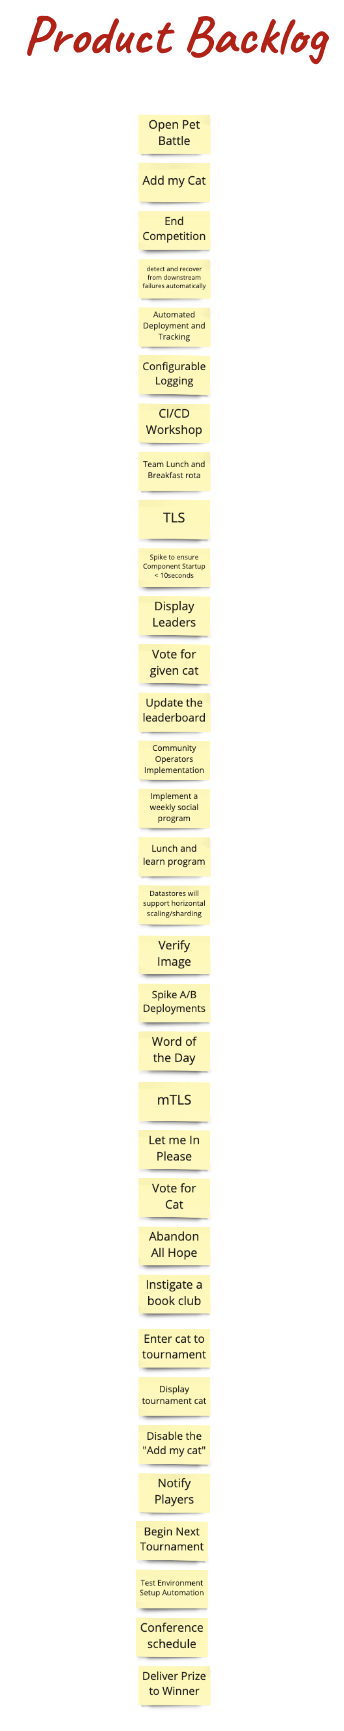 Product Backlog
Open Pet
Battle
Add my Cat
End
Competition
detect and recover
from downstream
failures automatically
Automated
Deployment and
Tracking
Configurable
Logging
CI/CD
Workshop
Team Lunch and
Breakfast rota
TLS
Spike to ensure
Component Startup
< 10seconds
Display
Leaders
Vote for
given cat
Update the
leaderboard
Community
Operators
Implementation
Implement a
weekly social
program
Lunch and
learn program
Datastores will
support horizontal
scaling/sharding
Verify
Image
Spike A/B
Deployments
Word of
the Day
mTLS
Let me In
Please
Vote for
Cat
Abandon
All Hope
Instigate a
book club
Enter cat to
tournament
Display
tournament cat
Disable the
"Add my cat"
Notify
Players
Begin Next
Tournament
Test Environment
Setup Automation
Conference
schedule
Deliver Prize
to Winner